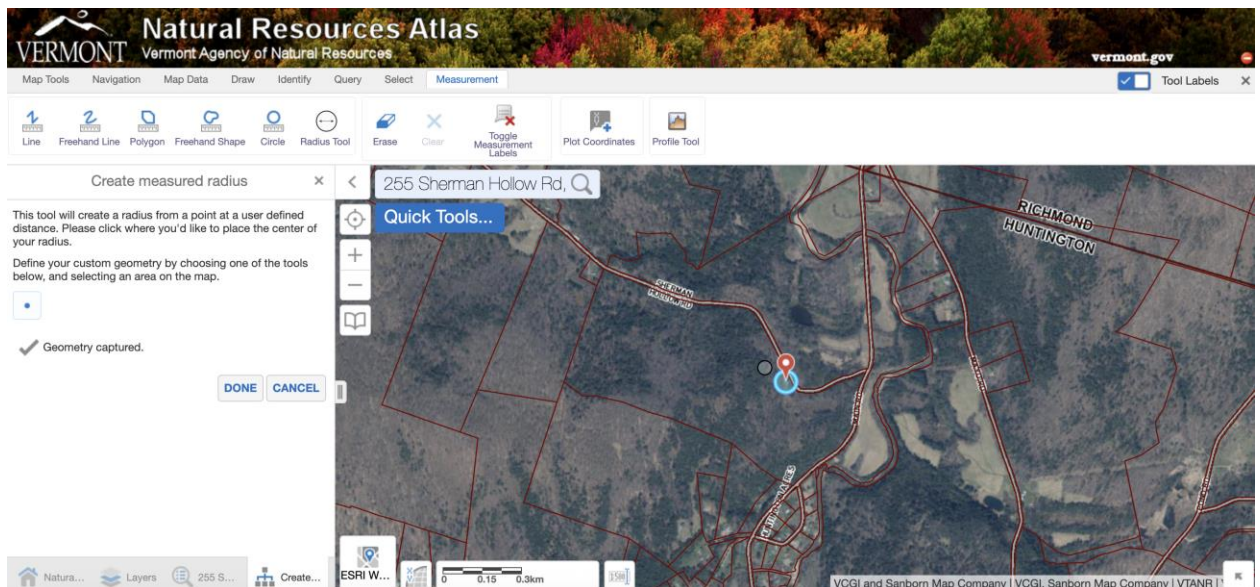 VERMONT
Natural Resources Atlas
Vermont Agency of Natural Resources
vermont.gov
Map Tools Navigation Map Data Draw Identify Query Select Measurement Tool Labels
Line Freehand Line Polygon Freehand Shape Circle Radius Tool Erase Clear Toggle Measurement Labels Plot Coordinates Profile Tool
Create measured radius
This tool will create a radius from a point at a user defined
distance. Please click where you'd like to place the center of
your radius.
Define your custom geometry by choosing one of the tools
below, and selecting an area on the map.
Geometry captured.
DONE CANCEL
255 Sherman Hollow Rd,
Quick Tools...
RICHMOND
HUNTINGTON
SHERMAN
HOLLOW RD
Natura... Layers 255 S... Create...
ESRI W...
0 0.15 0.3km
VCGI and Sanborn Map Company | VCGI, Sanborn Map Company | VTANR |